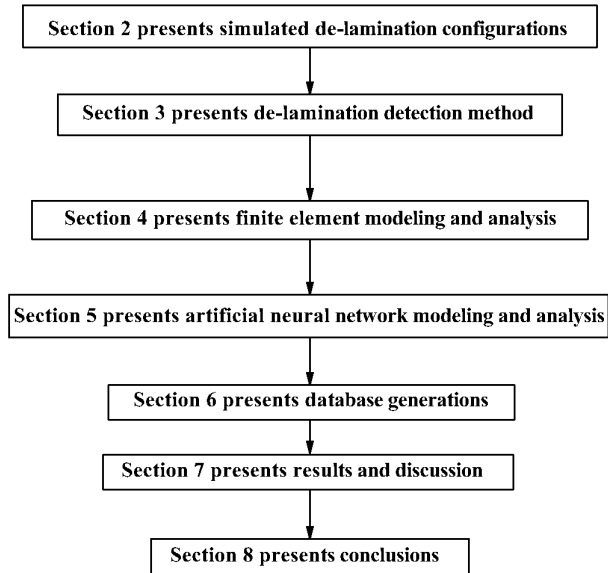 Section 2 presents simulated de-lamination configurations
Section 3 presents de-lamination detection method
Section 4 presents finite element modeling and analysis
Section 5 presents artificial neural network modeling and analysis
Section 6 presents database generations
Section 7 presents results and discussion
Section 8 presents conclusions